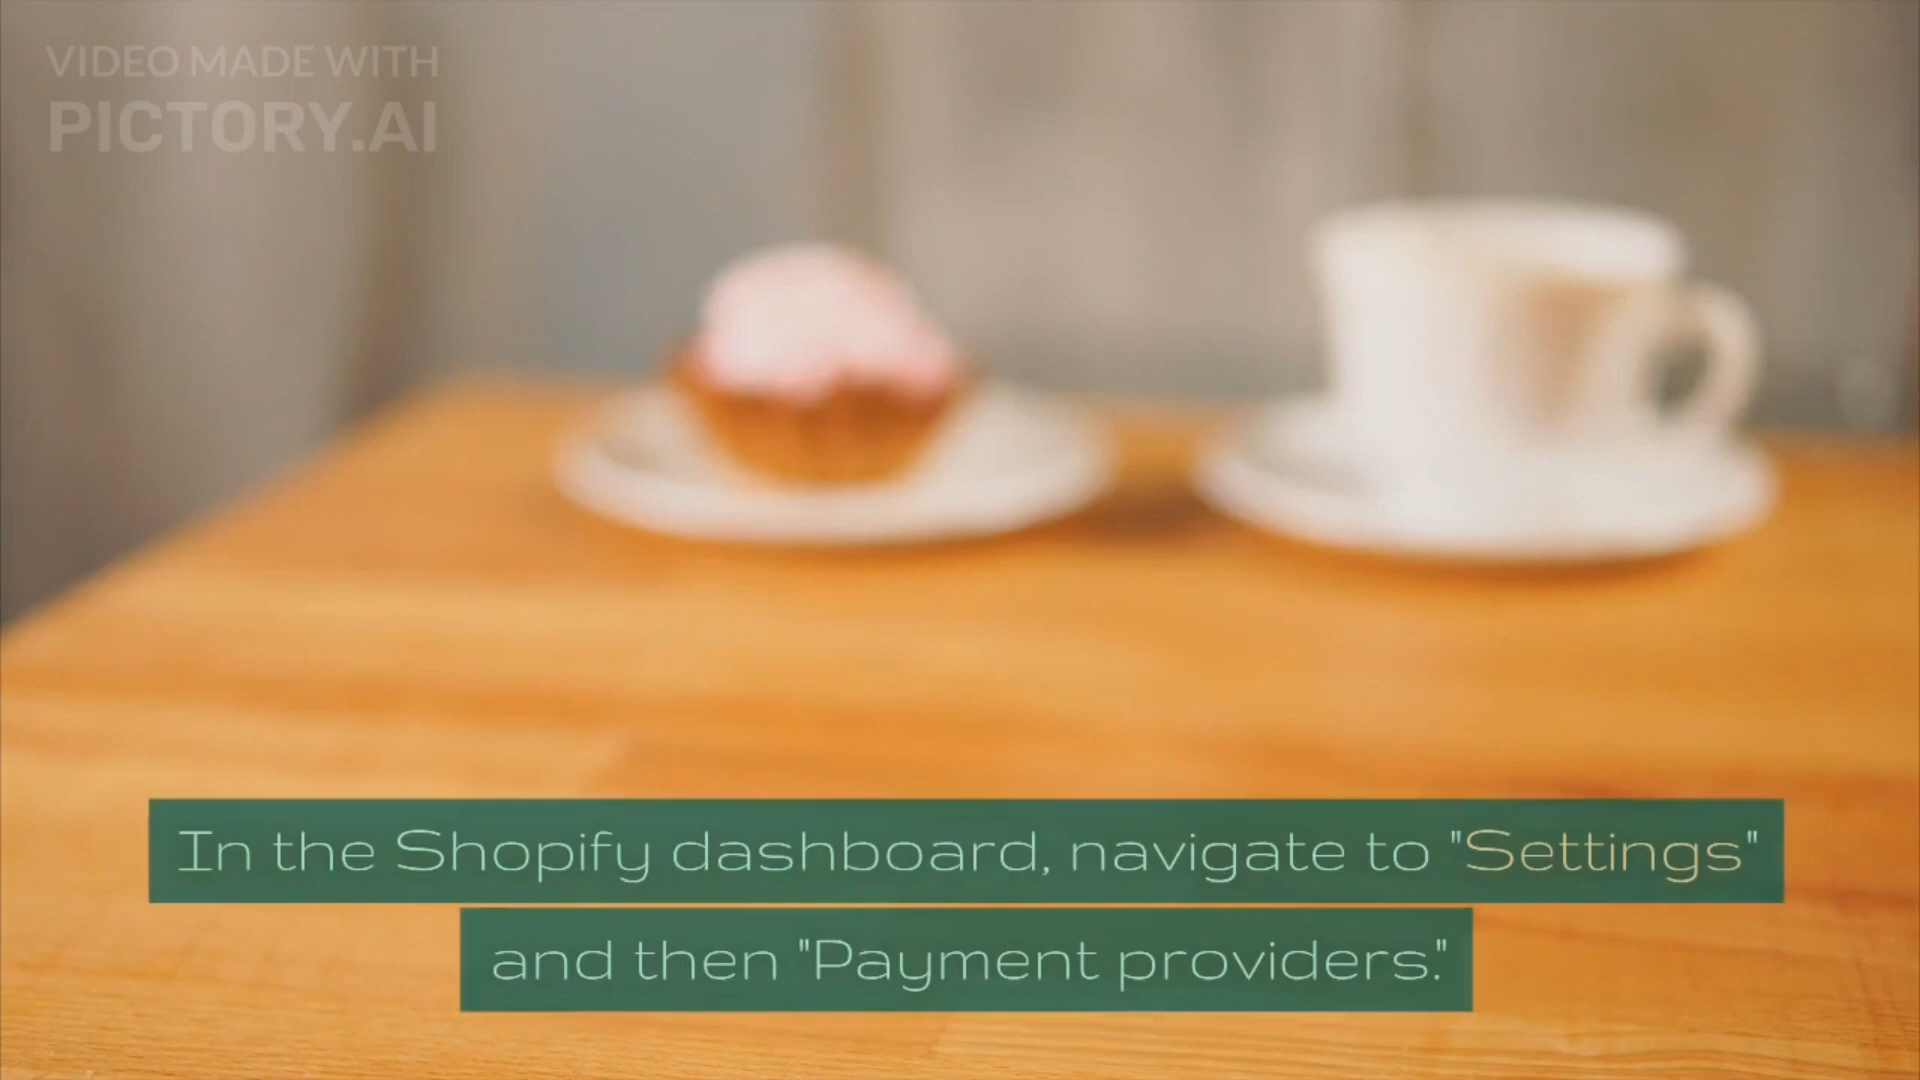 VIDEO MADE WITH
PICTORY.AI
In the Shopify dashboard, navigate to "Settings"
and then "Payment providers."